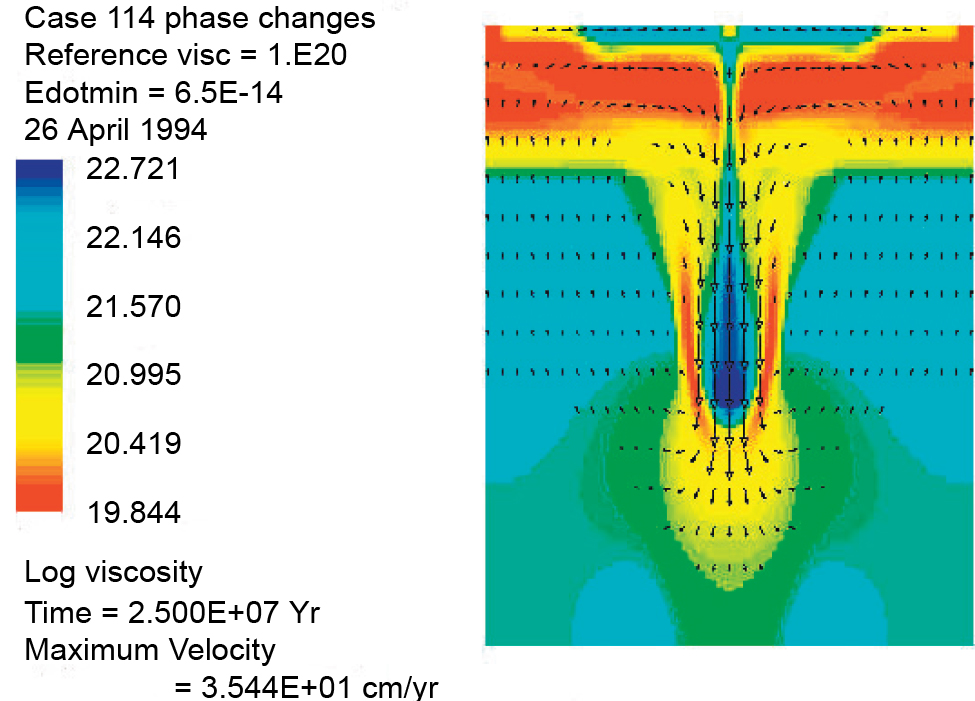 Case 114 phase changes
Reference visc = 1.E20
Edotmin = 6.5E-14
26 April 1994
22.721
22.146
21.570
20.995
20.419
19.844
Log viscosity
Time = 2.500E+07 Yr
Maximum Velocity
= 3.544E+01 cm/yr